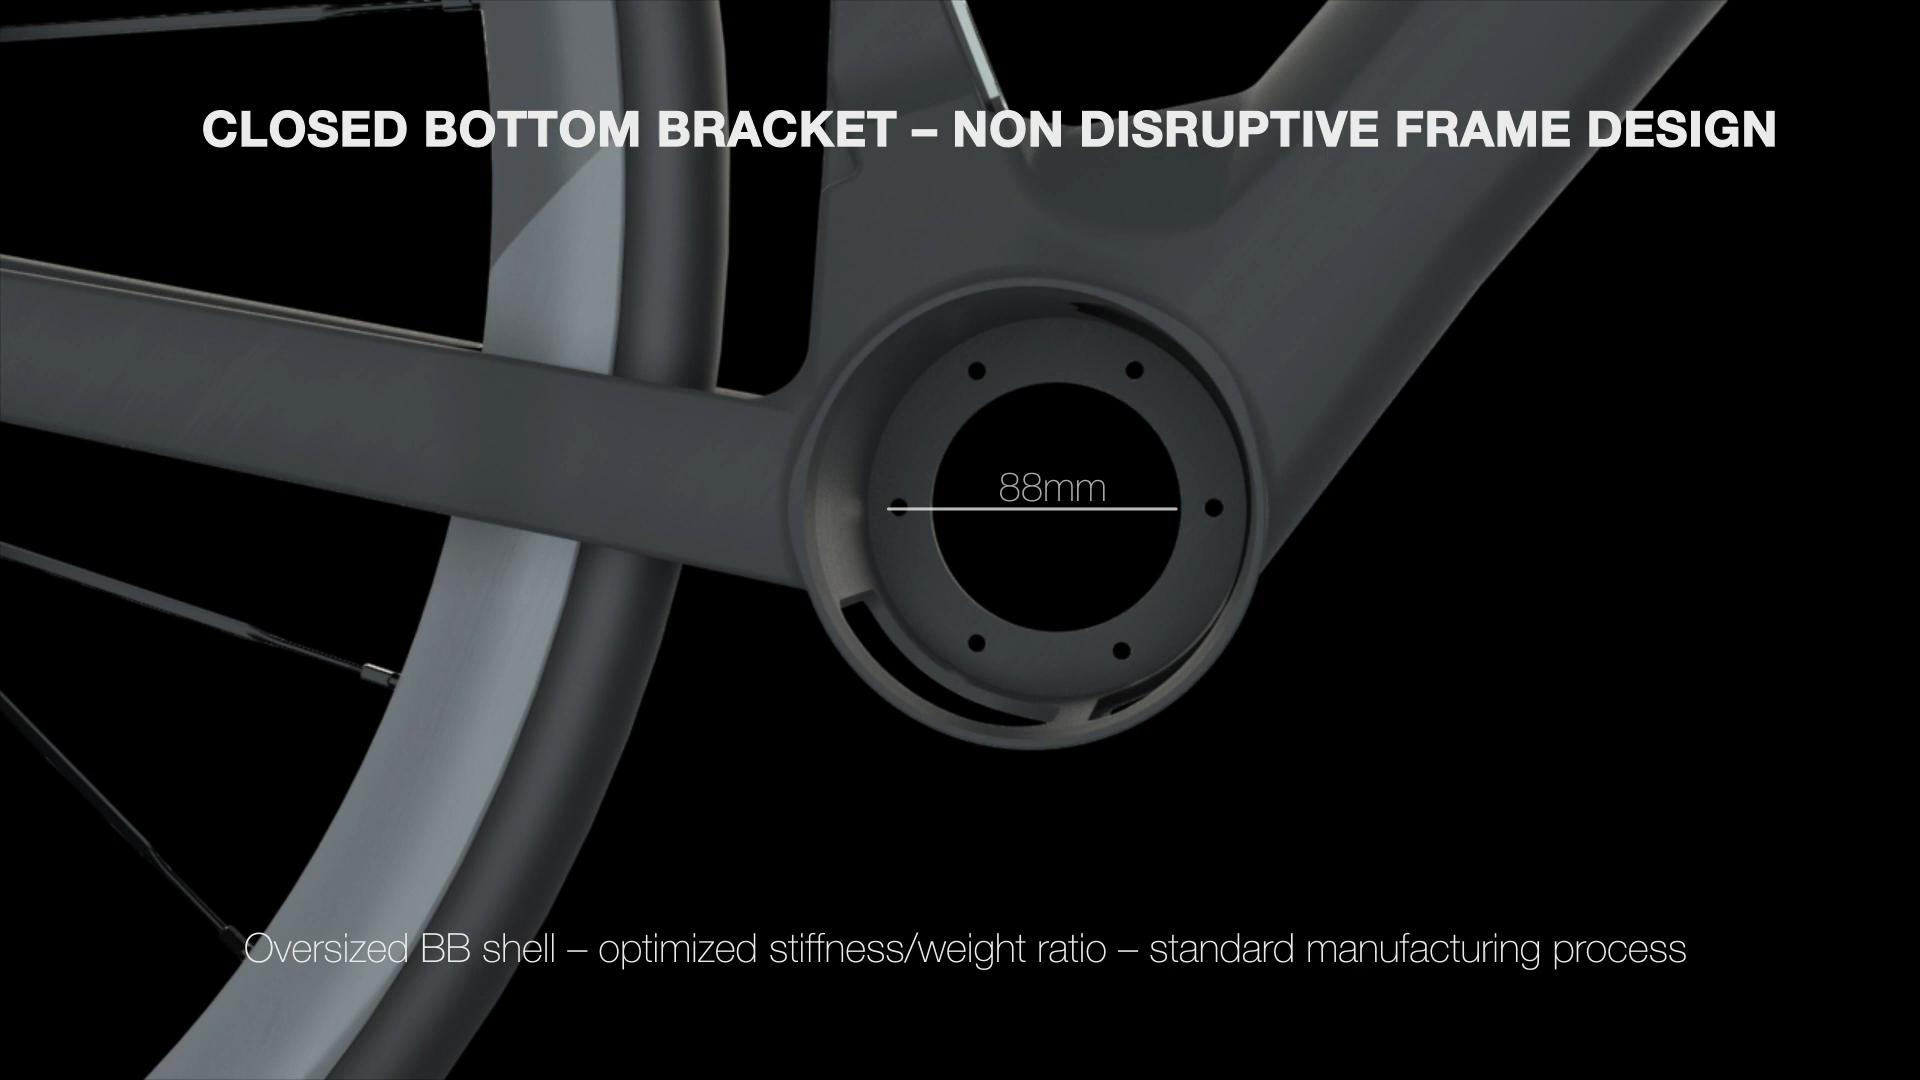 CLOSED BOTTOM BRACKET – NON DISRUPTIVE FRAME DESIGN
88mm
Oversized BB shell – optimized stiffness/weight ratio – standard manufacturing process